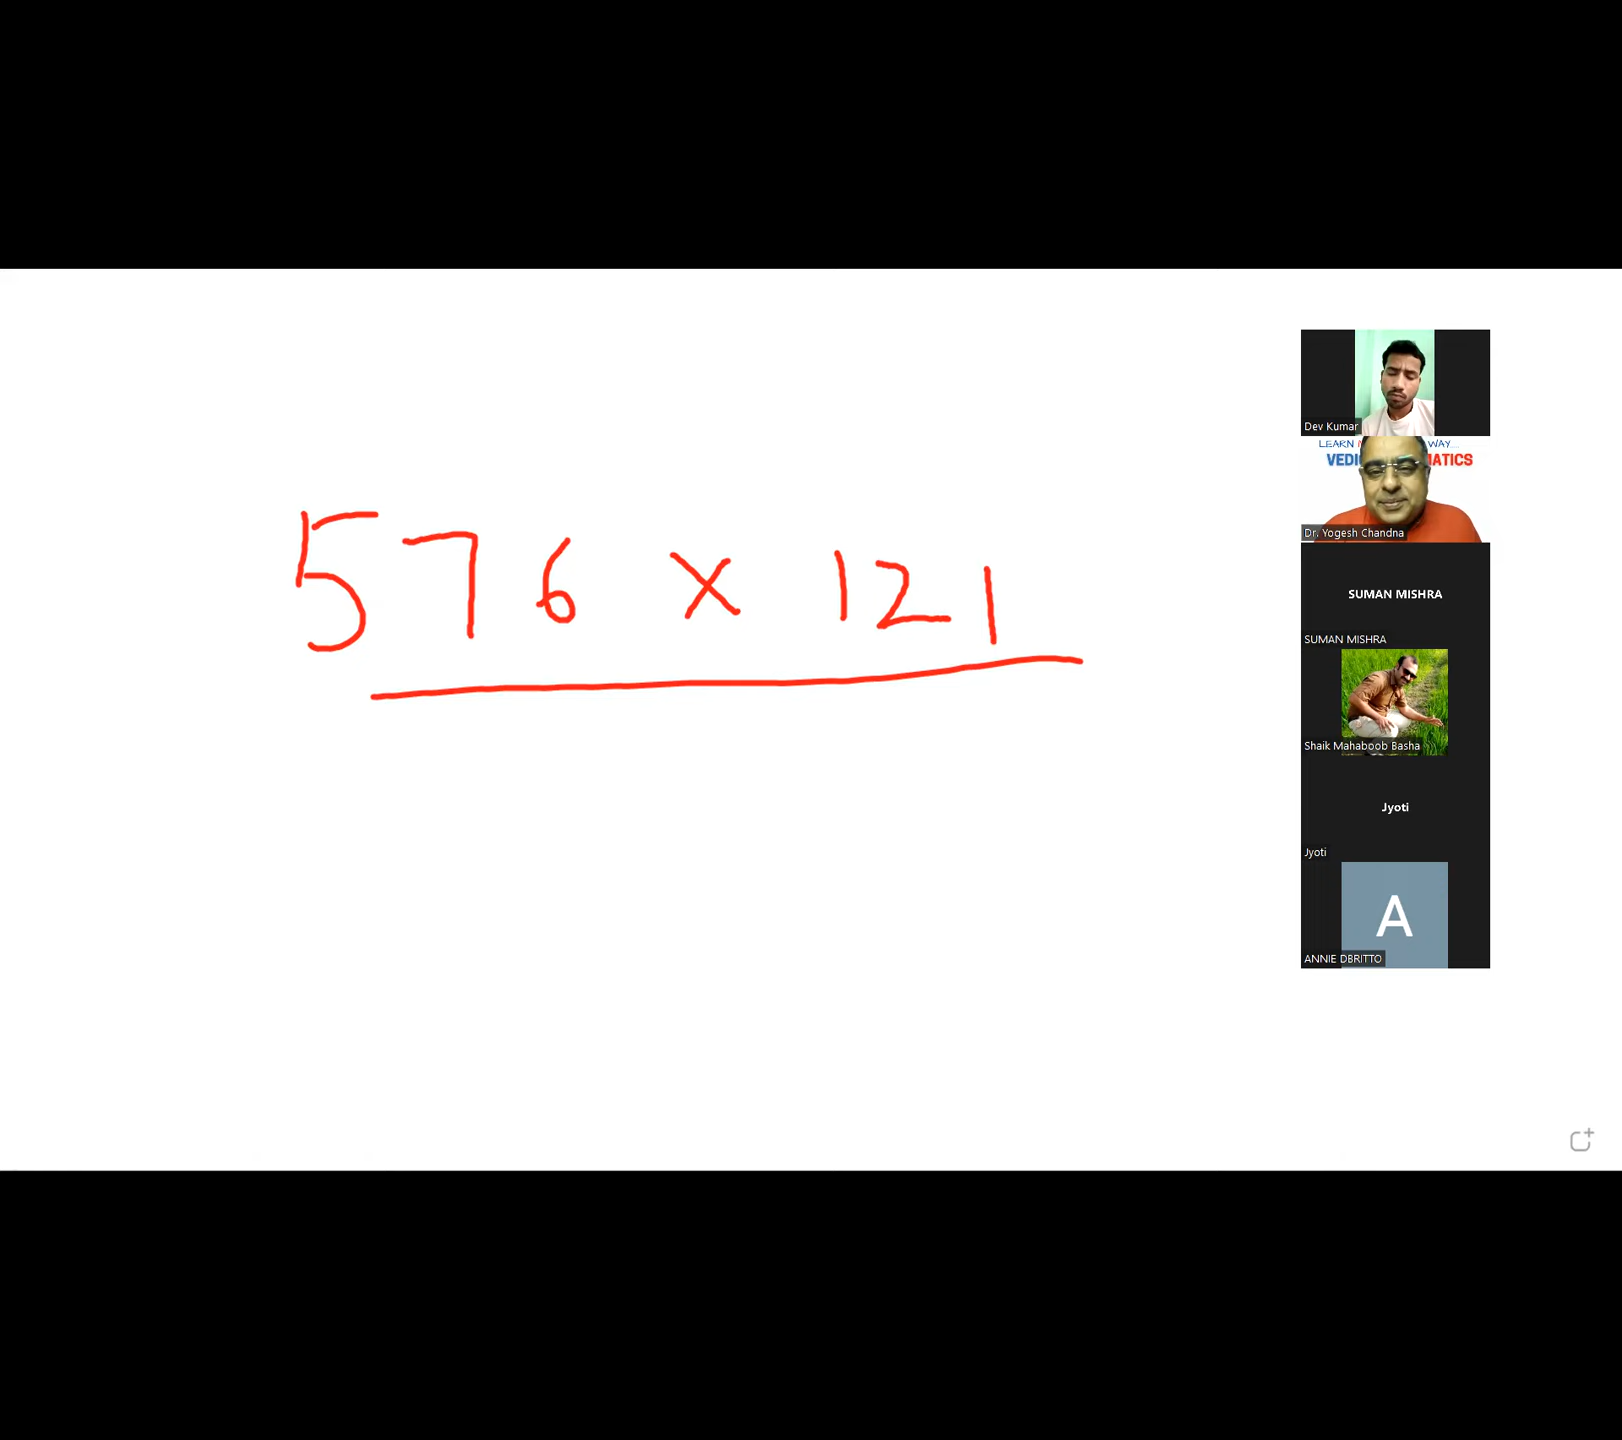 576 x 121
Dev Kumar
LEARN WAY...
VEDI ATICS
Dr. Yogesh Chandna
SUMAN MISHRA
SUMAN MISHRA
Shaik Mahaboob Basha
Jyoti
Jyoti
A
ANNIE DBRITTO